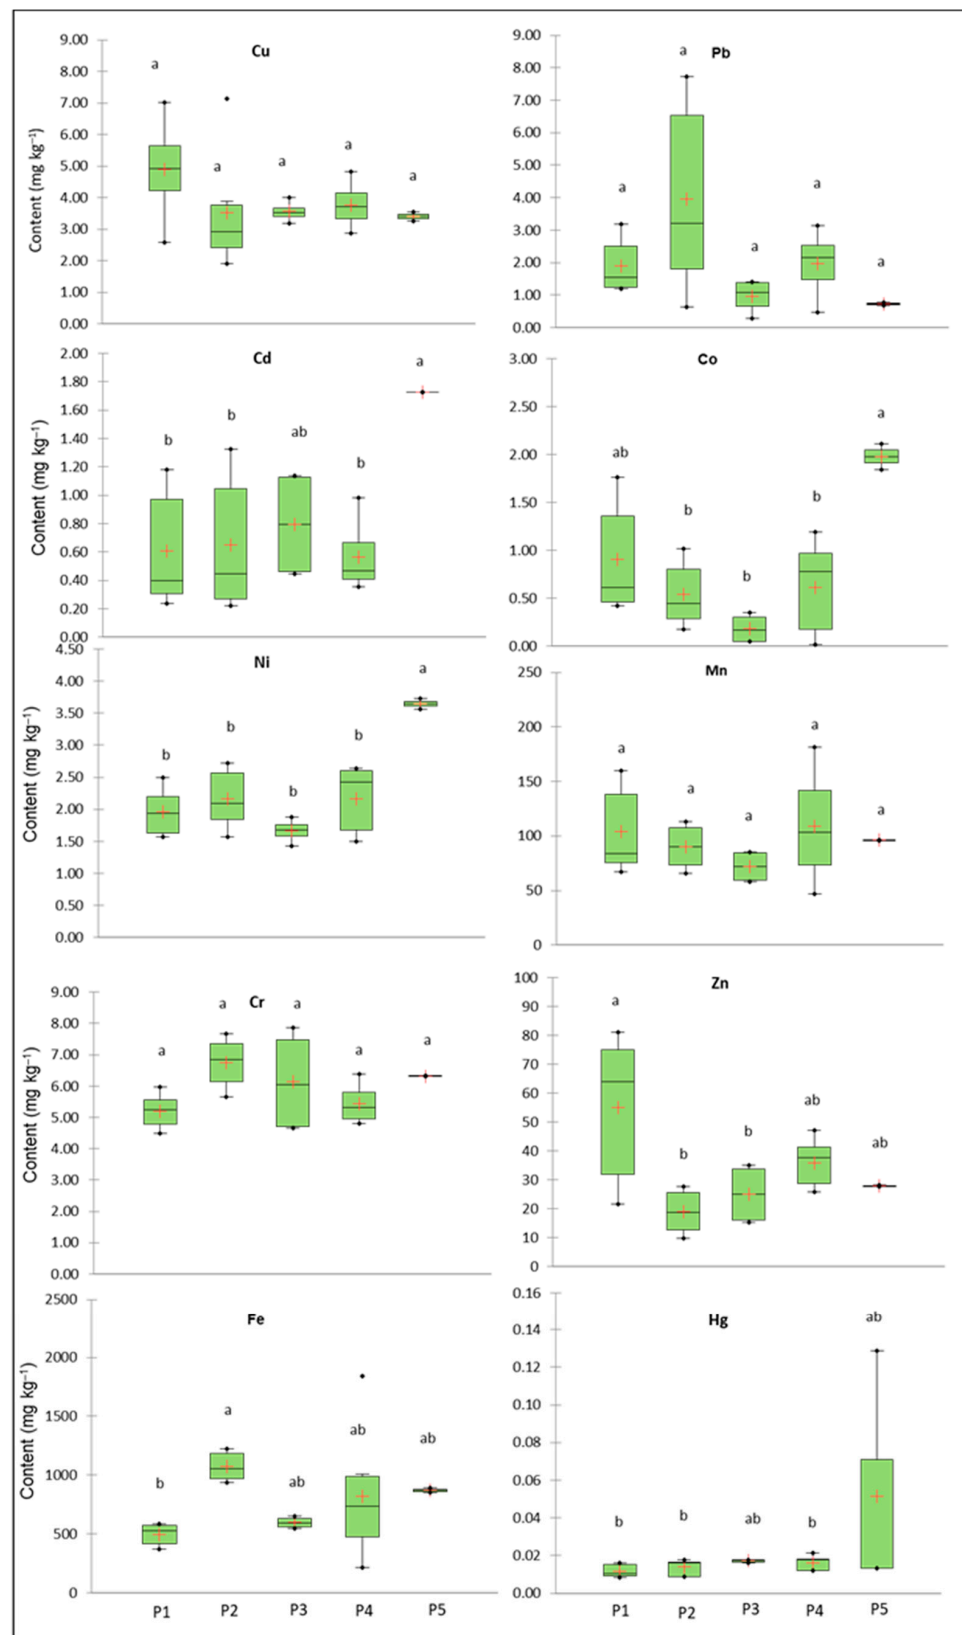 Cu
Content (mg kg⁻¹)
9.00
8.00
7.00
6.00
5.00
4.00
3.00
2.00
1.00
0.00
a
a
a
a
a
Pb
9.00
8.00
7.00
6.00
5.00
4.00
3.00
2.00
1.00
0.00
a
a
a
a
a
Cd
Content (mg kg⁻¹)
2.00
1.80
1.60
1.40
1.20
1.00
0.80
0.60
0.40
0.20
0.00
b
b
ab
b
a
Co
3.00
2.50
2.00
1.50
1.00
0.50
0.00
ab
b
b
b
a
Ni
Content (mg kg⁻¹)
4.50
4.00
3.50
3.00
2.50
2.00
1.50
1.00
0.50
0.00
b
b
b
b
a
Mn
250
200
150
100
50
0
a
a
a
a
a
Cr
Content (mg kg⁻¹)
9.00
8.00
7.00
6.00
5.00
4.00
3.00
2.00
1.00
0.00
a
a
a
a
a
Zn
100
90
80
70
60
50
40
30
20
10
0
a
b
b
ab
ab
Fe
Content (mg kg⁻¹)
2500
2000
1500
1000
500
0
b
a
ab
ab
ab
P1 P2 P3 P4 P5
Hg
0.16
0.14
0.12
0.10
0.08
0.06
0.04
0.02
0.00
b
b
ab
b
ab
P1 P2 P3 P4 P5